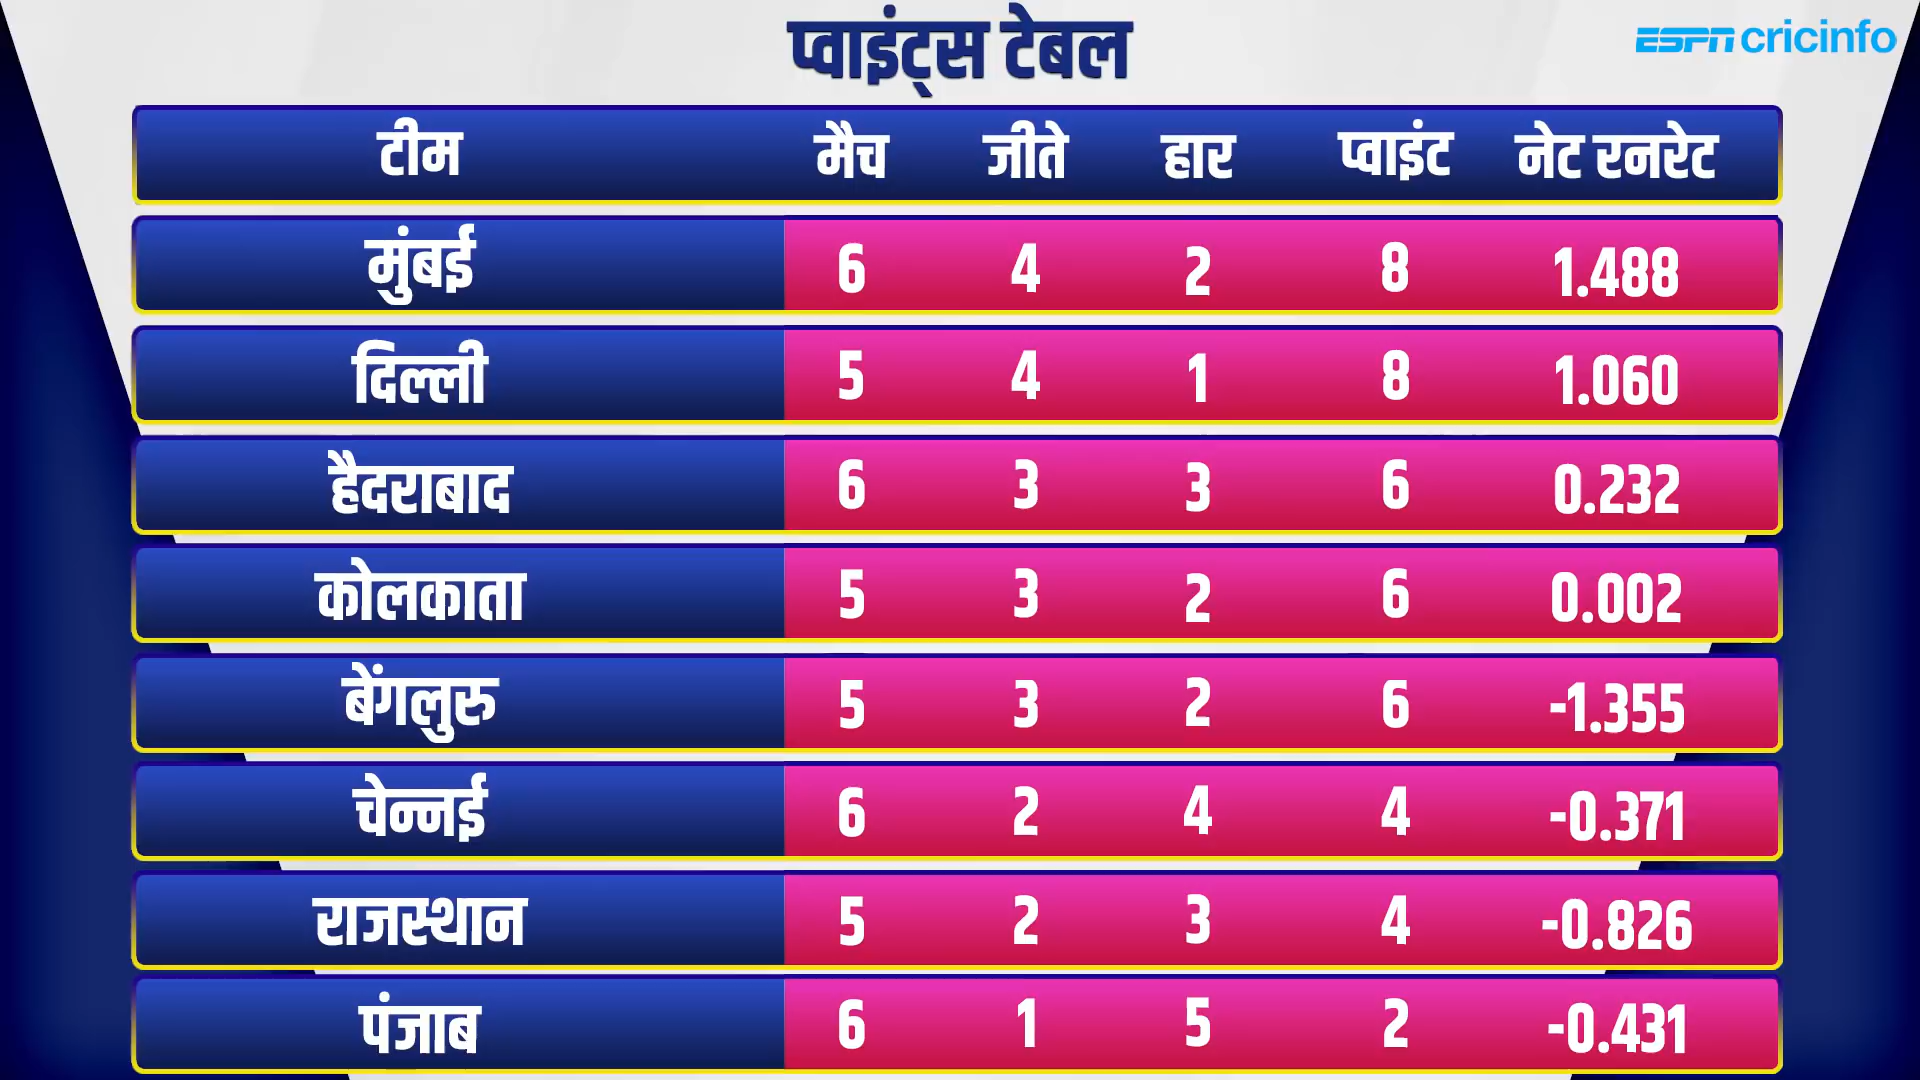 प्वाइंट्स टेबल
ESPN cricinfo
टीम मैच जीते हार प्वाइंट नेट रनरेट
मुंबई 6 4 2 8 1.488
दिल्ली 5 4 1 8 1.060
हैदराबाद 6 3 3 6 0.232
कोलकाता 5 3 2 6 0.002
बेंगलुरु 5 3 2 6 -1.355
चेन्नई 6 2 4 4 -0.371
राजस्थान 5 2 3 4 -0.826
पंजाब 6 1 5 2 -0.431